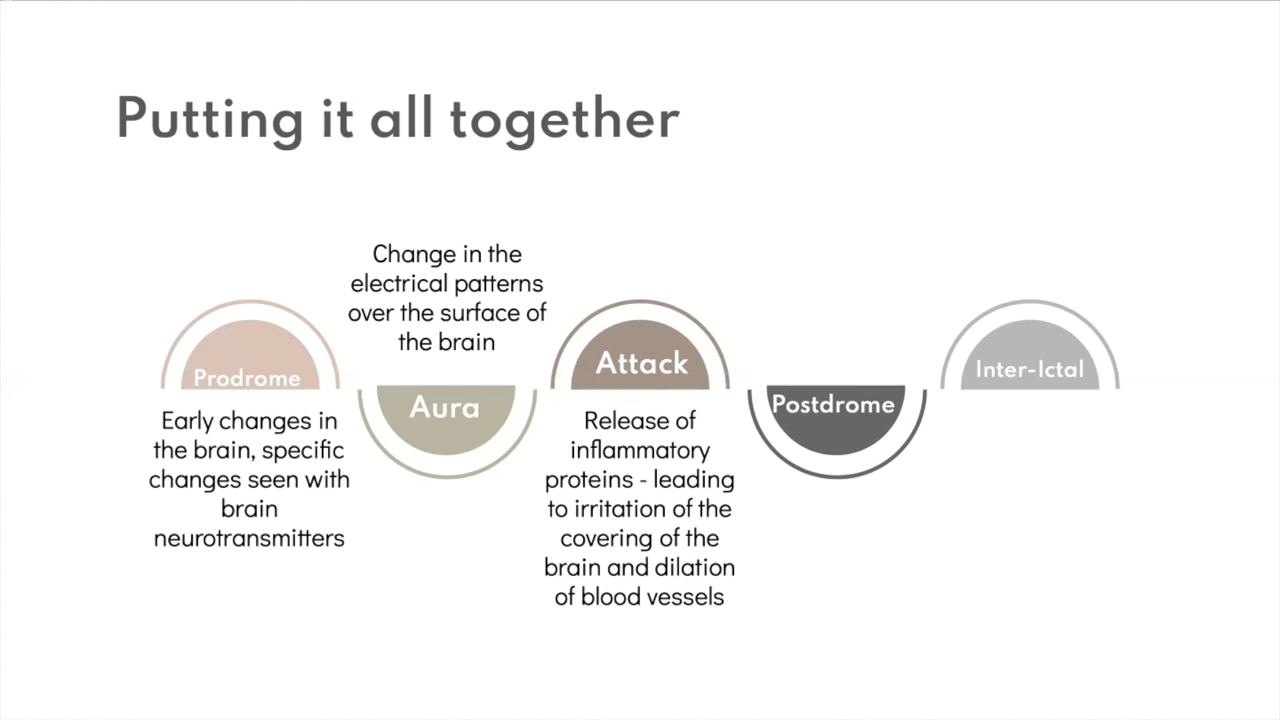 Putting it all together
Change in the
electrical patterns
over the surface of
the brain
Prodrome
Aura
Attack
Postdrome
Inter-Ictal
Early changes in
the brain, specific
changes seen with
brain
neurotransmitters
Release of
inflammatory
proteins - leading
to irritation of the
covering of the
brain and dilation
of blood vessels